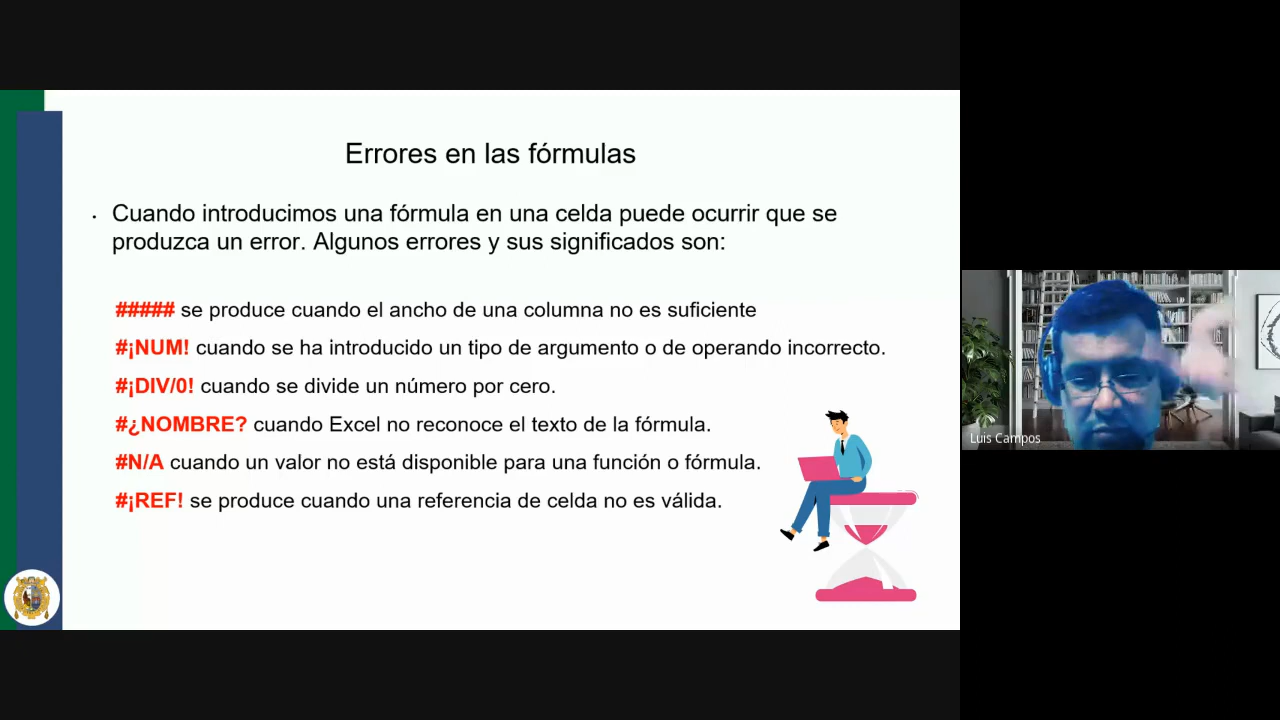 Errores en las fórmulas
· Cuando introducimos una fórmula en una celda puede ocurrir que se
produzca un error. Algunos errores y sus significados son:
##### se produce cuando el ancho de una columna no es suficiente
#¡NUM! cuando se ha introducido un tipo de argumento o de operando incorrecto.
#¡DIV/0! cuando se divide un número por cero.
#¿NOMBRE? cuando Excel no reconoce el texto de la fórmula.
#N/A cuando un valor no está disponible para una función o fórmula.
#¡REF! se produce cuando una referencia de celda no es válida.
Luis Campos